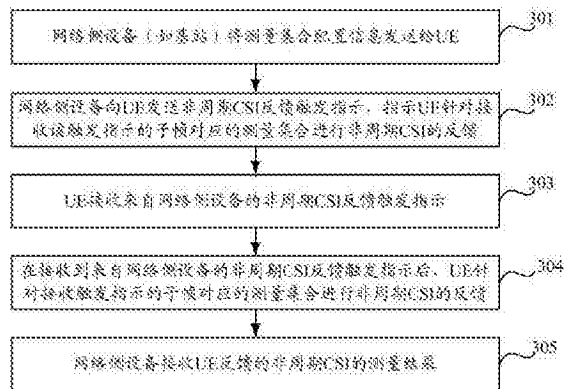 网络侧设备（如基站）将测量集合配置信息发送给UE
301
网络侧设备向UE发送非周期CSI反馈触发指示，指示UE针对接
收该触发指示的子帧对应的测量集合进行非周期CSI的反馈
302
UE接收来自网络侧设备的非周期CSI反馈触发指示
303
在接收到来自网络侧设备的非周期CSI反馈触发指示后，UE针
对接收触发指示的子帧对应的测量集合进行非周期CSI的反馈
304
网络侧设备接收UE反馈的非周期CSI的测量结果
305